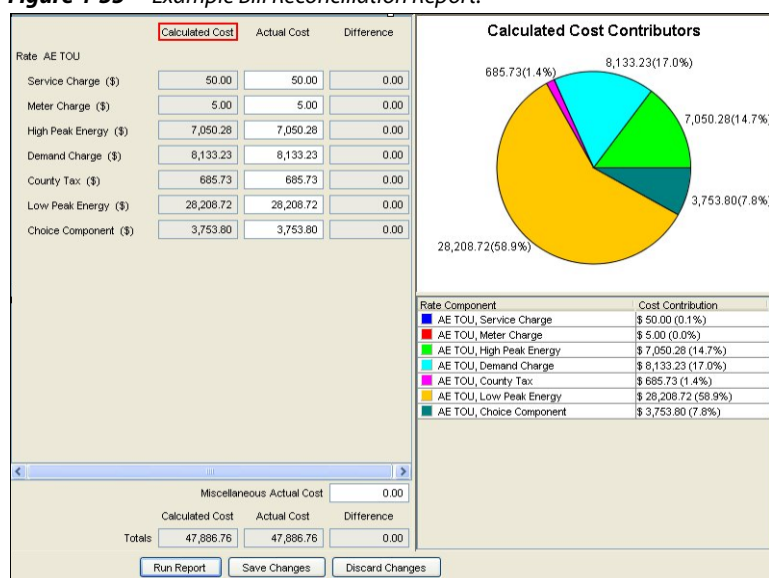 Figure 1-33 Example Bill Reconciliation Report.
Calculated Cost Actual Cost Difference
Rate AE TOU
Service Charge ($) 50.00 50.00 0.00
Meter Charge ($) 5.00 5.00 0.00
High Peak Energy ($) 7,050.28 7,050.28 0.00
Demand Charge ($) 8,133.23 8,133.23 0.00
County Tax ($) 685.73 685.73 0.00
Low Peak Energy ($) 28,208.72 28,208.72 0.00
Choice Component ($) 3,753.80 3,753.80 0.00
Miscellaneous Actual Cost 0.00
Calculated Cost Actual Cost Difference
Totals 47,886.76 47,886.76 0.00
Run Report Save Changes Discard Changes
Calculated Cost Contributors
685.73(1.4%)
8,133.23(17.0%)
7,050.28(14.7%)
3,753.80(7.8%)
28,208.72(58.9%)
Rate Component Cost Contribution
AE TOU, Service Charge $ 50.00 (0.1%)
AE TOU, Meter Charge $ 5.00 (0.0%)
AE TOU, High Peak Energy $ 7,050.28 (14.7%)
AE TOU, Demand Charge $ 8,133.23 (17.0%)
AE TOU, County Tax $ 685.73 (1.4%)
AE TOU, Low Peak Energy $ 28,208.72 (58.9%)
AE TOU, Choice Component $ 3,753.80 (7.8%)